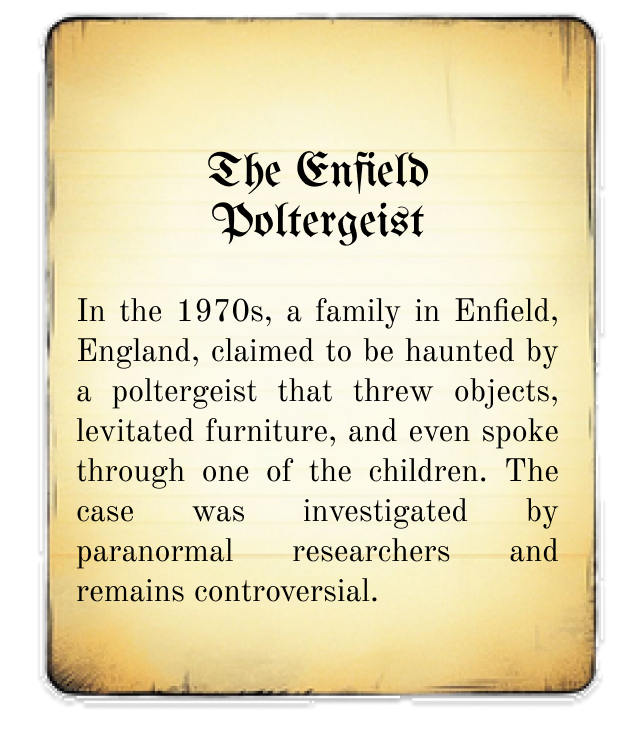 The Enfield
Poltergeist
In the 1970s, a family in Enfield,
England, claimed to be haunted by
a poltergeist that threw objects,
levitated furniture, and even spoke
through one of the children. The
case was investigated by
paranormal researchers and
remains controversial.